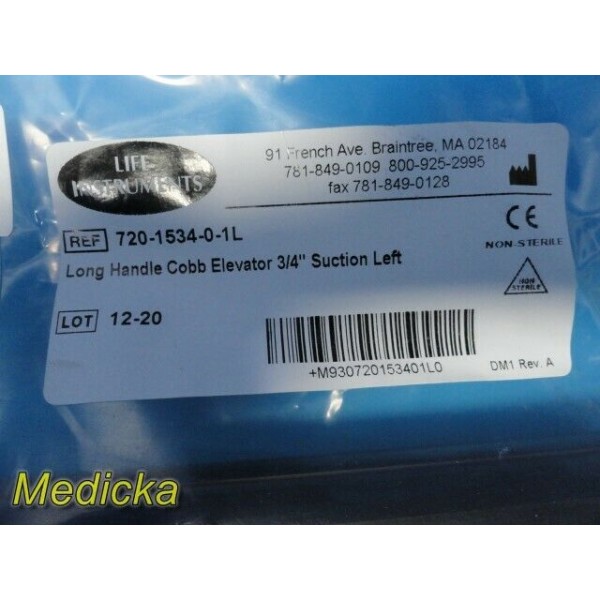 LIFE
INSTRUMENTS
91 French Ave. Braintree, MA 02184
781-849-0109 800-925-2995
fax 781-849-0128
REF 720-1534-0-1L
Long Handle Cobb Elevator 3/4" Suction Left
CE
NON-STERILE
NON
STERILE
LOT 12-20
+M930720153401L0
DM1 Rev. A
Medicka